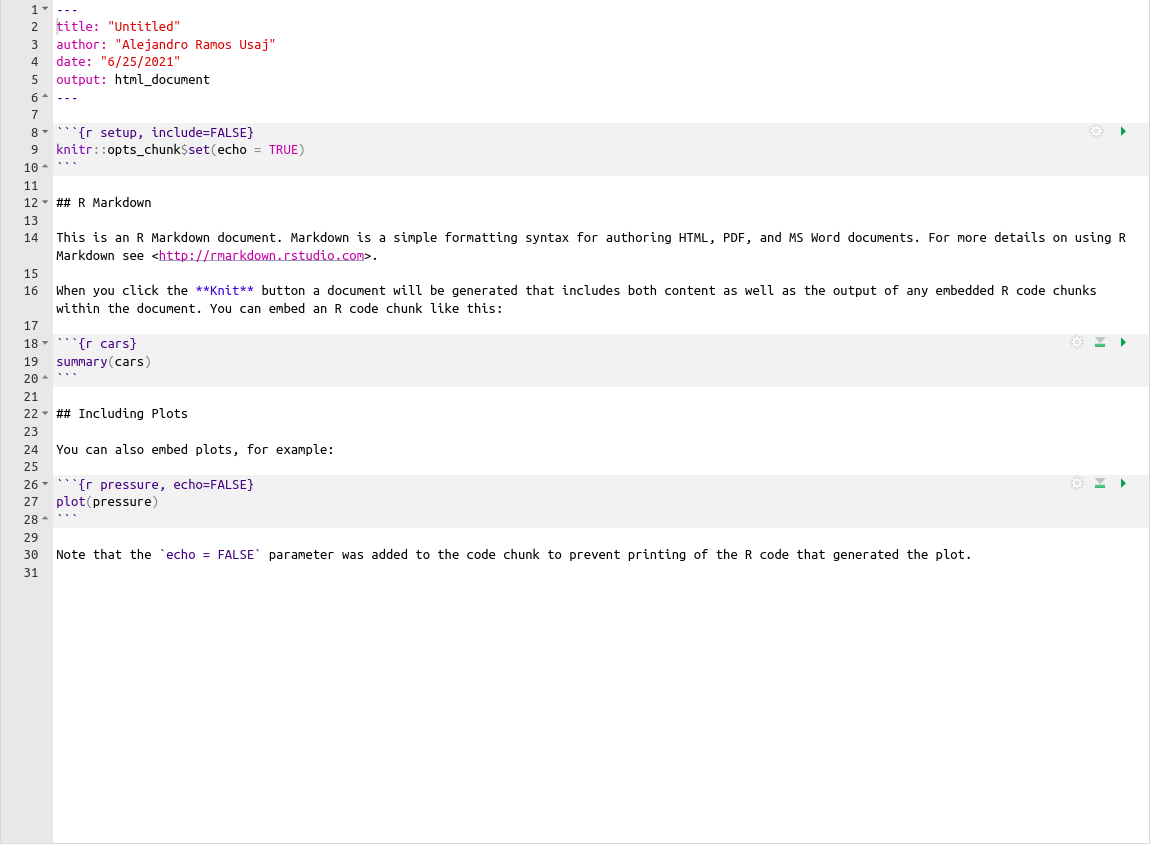 1 ---
2 title: "Untitled"
3 author: "Alejandro Ramos Usaj"
4 date: "6/25/2021"
5 output: html_document
6 ---
7
8 ```{r setup, include=FALSE}
9 knitr::opts_chunk$set(echo = TRUE)
10 ```
11
12 ## R Markdown
13
14 This is an R Markdown document. Markdown is a simple formatting syntax for authoring HTML, PDF, and MS Word documents. For more details on using R
Markdown see <http://rmarkdown.rstudio.com>.
15
16 When you click the **Knit** button a document will be generated that includes both content as well as the output of any embedded R code chunks
within the document. You can embed an R code chunk like this:
17
18 ```{r cars}
19 summary(cars)
20 ```
21
22 ## Including Plots
23
24 You can also embed plots, for example:
25
26 ```{r pressure, echo=FALSE}
27 plot(pressure)
28 ```
29
30 Note that the `echo = FALSE` parameter was added to the code chunk to prevent printing of the R code that generated the plot.
31